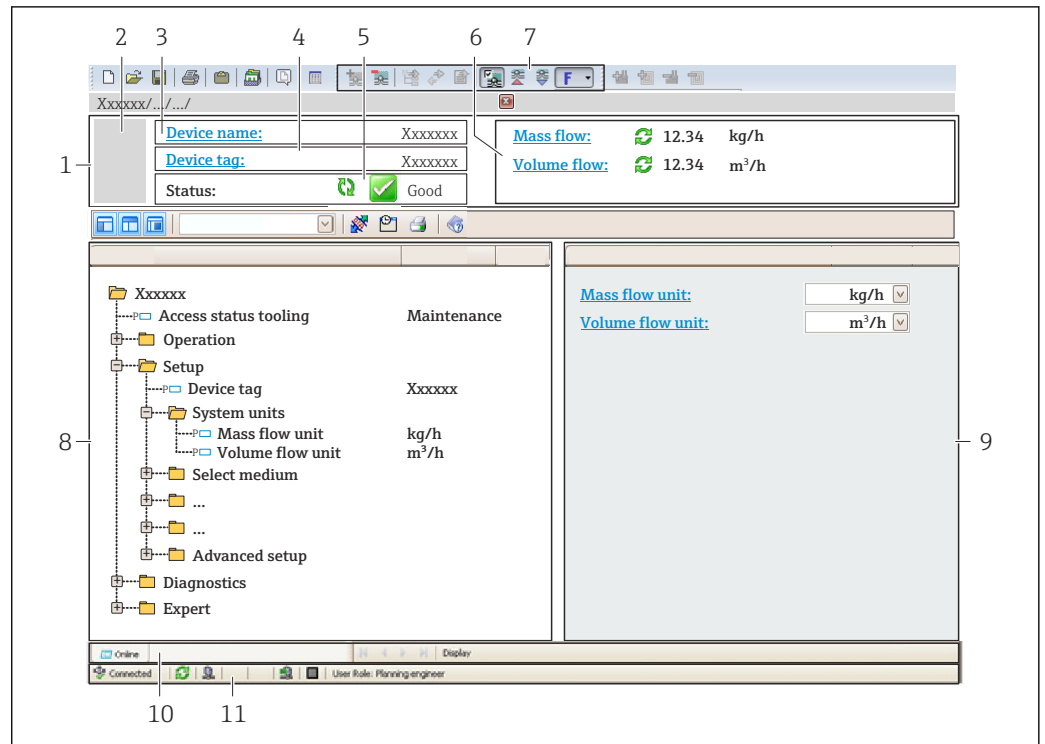 2 3 4 5 6 7
F
Xxxxxx/.../.../
1
Device name: Xxxxxxx
Device tag: Xxxxxxx
Status: Good
Mass flow: 12.34 kg/h
Volume flow: 12.34 m³/h
Xxxxxx
P Access status tooling Maintenance
Operation
Setup
P Device tag Xxxxxx
System units
P Mass flow unit kg/h
P Volume flow unit m³/h
Select medium
...
...
Advanced setup
Diagnostics
Expert
8
Mass flow unit: kg/h
Volume flow unit: m³/h
9
Online Display
Connected User Role: Planning engineer
10 11